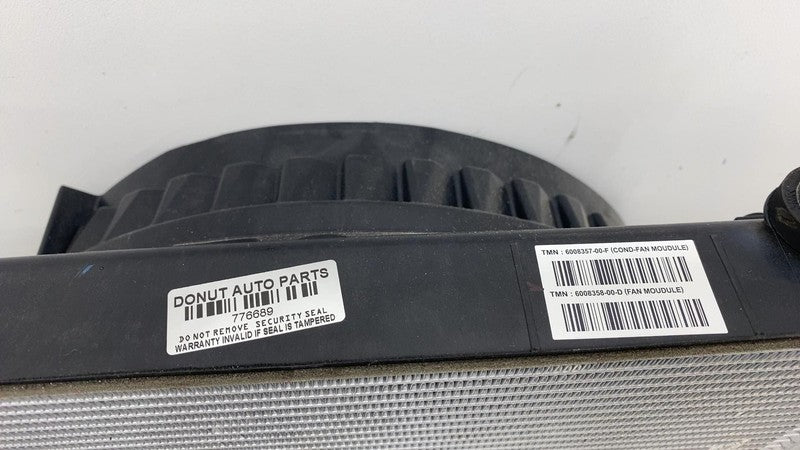 DONUT AUTO PARTS
776689
DO NOT REMOVE SECURITY SEAL
WARRANTY INVALID IF SEAL IS TAMPERED
TMN : 6008357-00-F (COND-FAN MOUDULE)
TMN : 6008358-00-D (FAN MOUDULE)